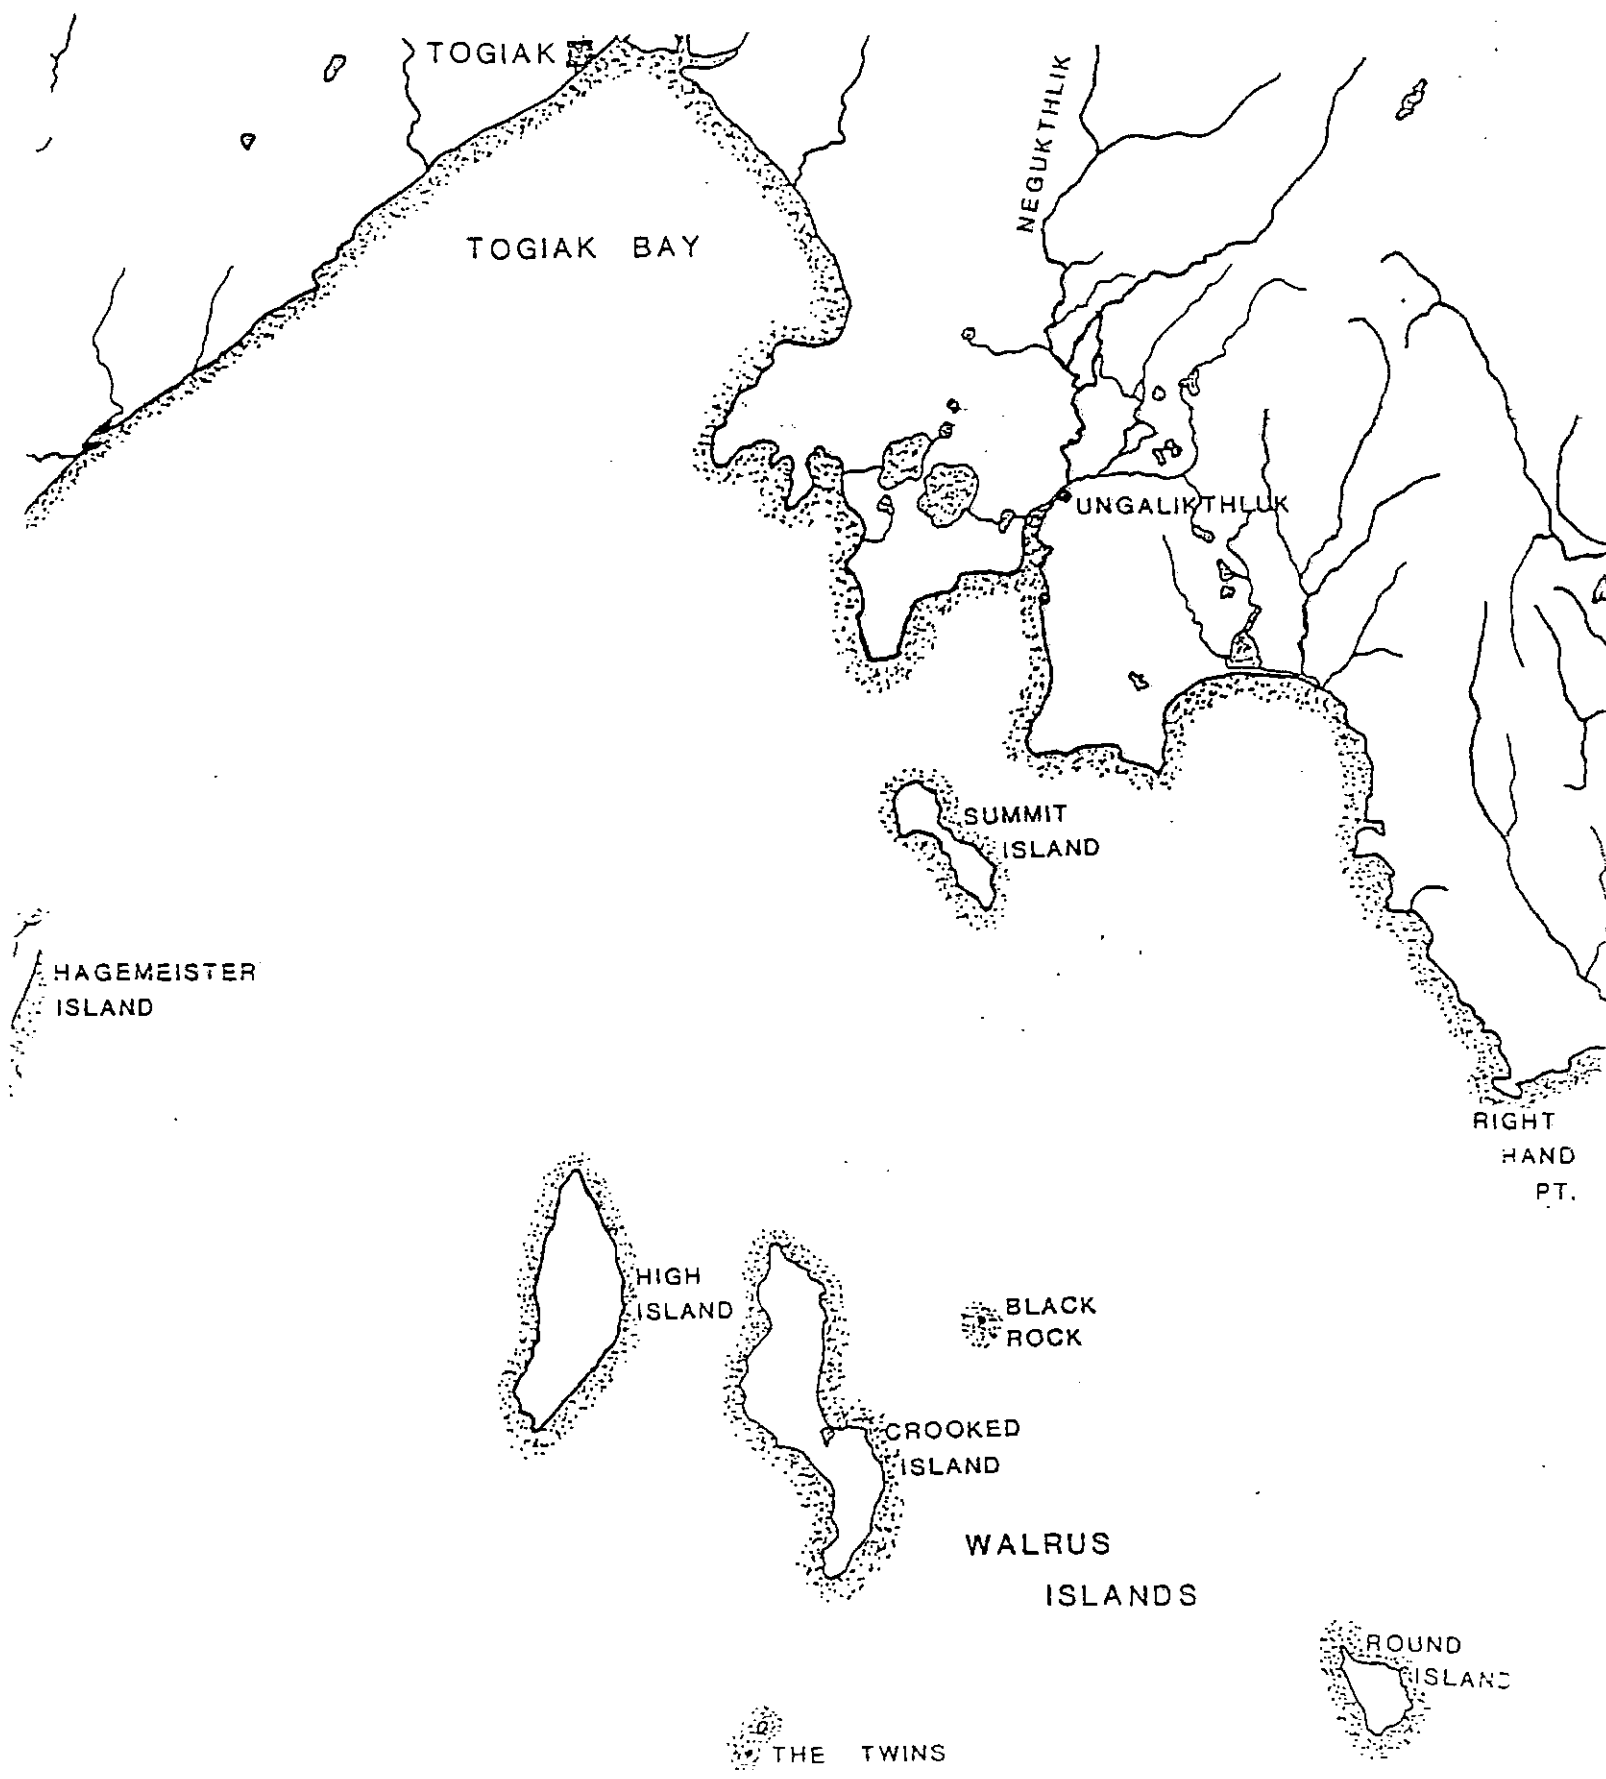 TOGIAK
NEGUKTHLIK
TOGIAK BAY
UNGALIKTHLUK
SUMMIT
ISLAND
HAGEMEISTER
ISLAND
RIGHT
HAND
PT.
HIGH
ISLAND
BLACK
ROCK
CROOKED
ISLAND
WALRUS
ISLANDS
ROUND
ISLAND
THE TWINS